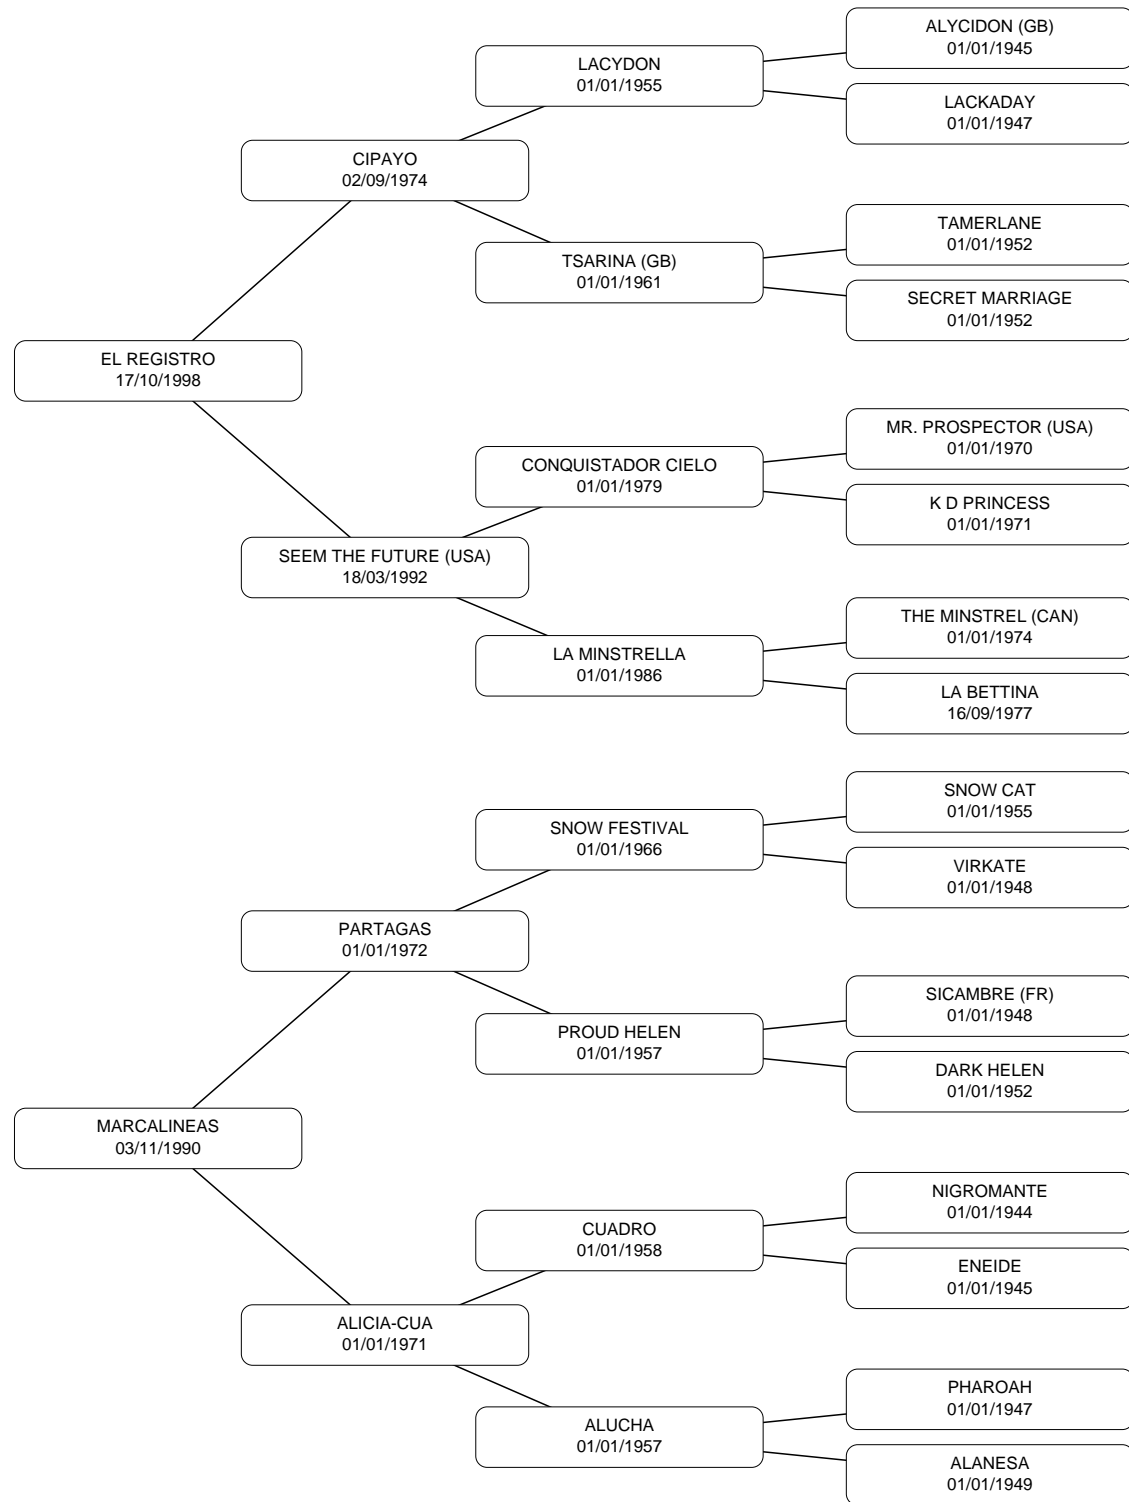 ALYCIDON (GB)
01/01/1945
LACYDON
01/01/1955
LACKADAY
01/01/1947
CIPAYO
02/09/1974
TAMERLANE
01/01/1952
TSARINA (GB)
01/01/1961
SECRET MARRIAGE
01/01/1952
EL REGISTRO
17/10/1998
MR. PROSPECTOR (USA)
01/01/1970
CONQUISTADOR CIELO
01/01/1979
K D PRINCESS
01/01/1971
SEEM THE FUTURE (USA)
18/03/1992
THE MINSTREL (CAN)
01/01/1974
LA MINSTRELLA
01/01/1986
LA BETTINA
16/09/1977
SNOW CAT
01/01/1955
SNOW FESTIVAL
01/01/1966
VIRKATE
01/01/1948
PARTAGAS
01/01/1972
SICAMBRE (FR)
01/01/1948
PROUD HELEN
01/01/1957
DARK HELEN
01/01/1952
MARCALINEAS
03/11/1990
NIGROMANTE
01/01/1944
CUADRO
01/01/1958
ENEIDE
01/01/1945
ALICIA-CUA
01/01/1971
PHAROAH
01/01/1947
ALUCHA
01/01/1957
ALANESA
01/01/1949